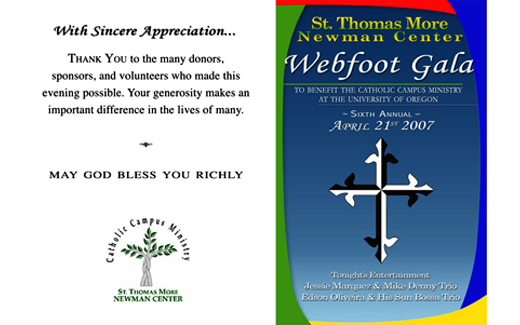 With Sincere Appreciation...
THANK YOU to the many donors,
sponsors, and volunteers who made this
evening possible. Your generosity makes an
important difference in the lives of many.
MAY GOD BLESS YOU RICHLY
Catholic Campus Ministry
ST. THOMAS MORE
NEWMAN CENTER
St. Thomas More
Newman Center
Webfoot Gala
TO BENEFIT THE CATHOLIC CAMPUS MINISTRY
AT THE UNIVERSITY OF OREGON
~ SIXTH ANNUAL ~
APRIL 21ST 2007
Tonight's Entertainment
Jessie Marquez & Mike Denny Trio
Edson Oliveira & His Sun Bossa Trio